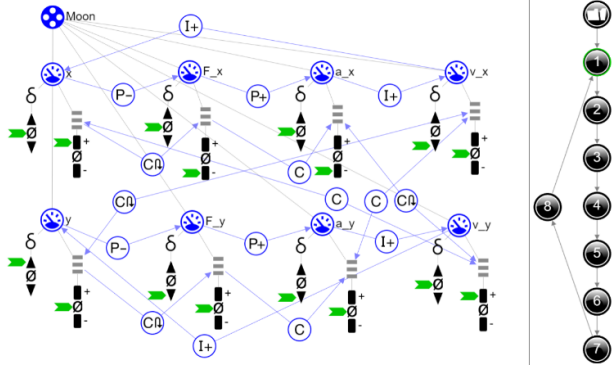 Moon
I+
x F_x a_x v_x
P- P+ I+
δ δ δ δ
Ø Ø Ø Ø
+ + + +
Ø Ø Ø Ø
- - - -
C⇅ C
C⇅ C C C⇅
y F_y a_y v_y
P- P+ I+
δ δ δ δ
Ø Ø Ø Ø
+ + + +
Ø Ø Ø Ø
- - - -
C⇅ C
I+
1
2
3
4
8
5
6
7